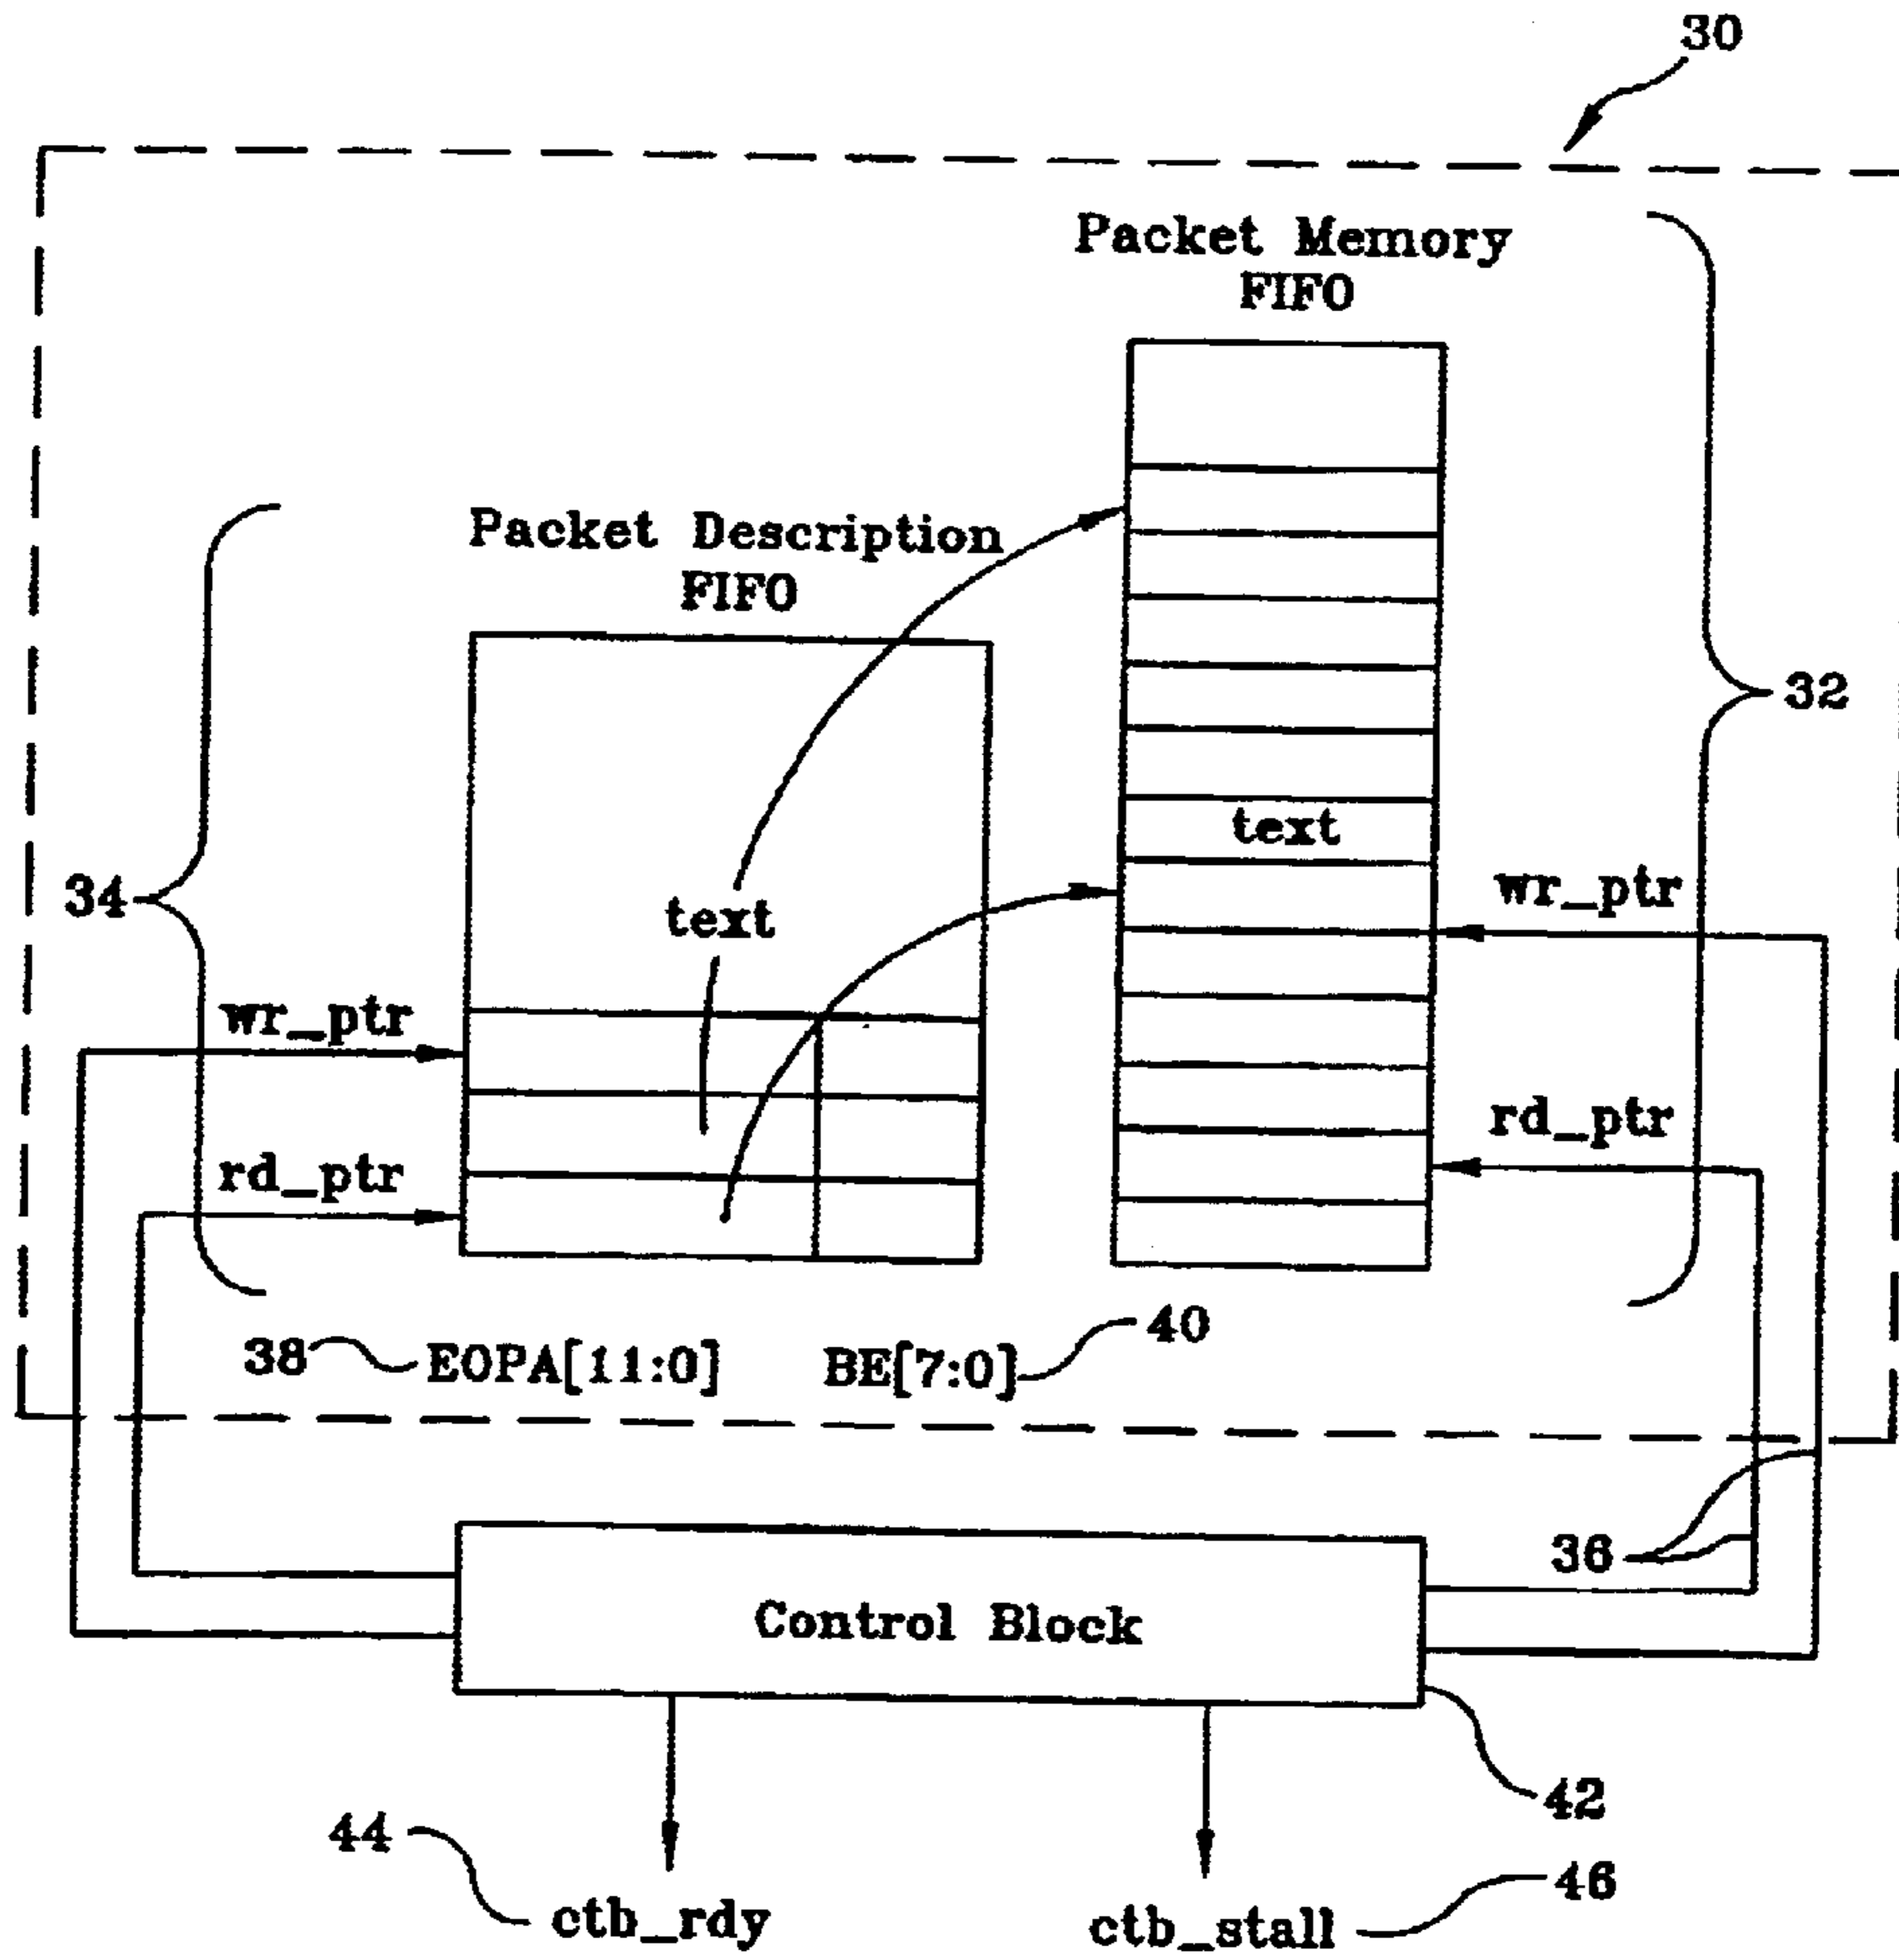 30
Packet Memory
FIFO
Packet Description
FIFO
32
text
34
text
wr_ptr
wr_ptr
rd_ptr
rd_ptr
38
EOPA[11:0]
BE[7:0]
40
36
Control Block
42
44
ctb_rdy
ctb_stall
46